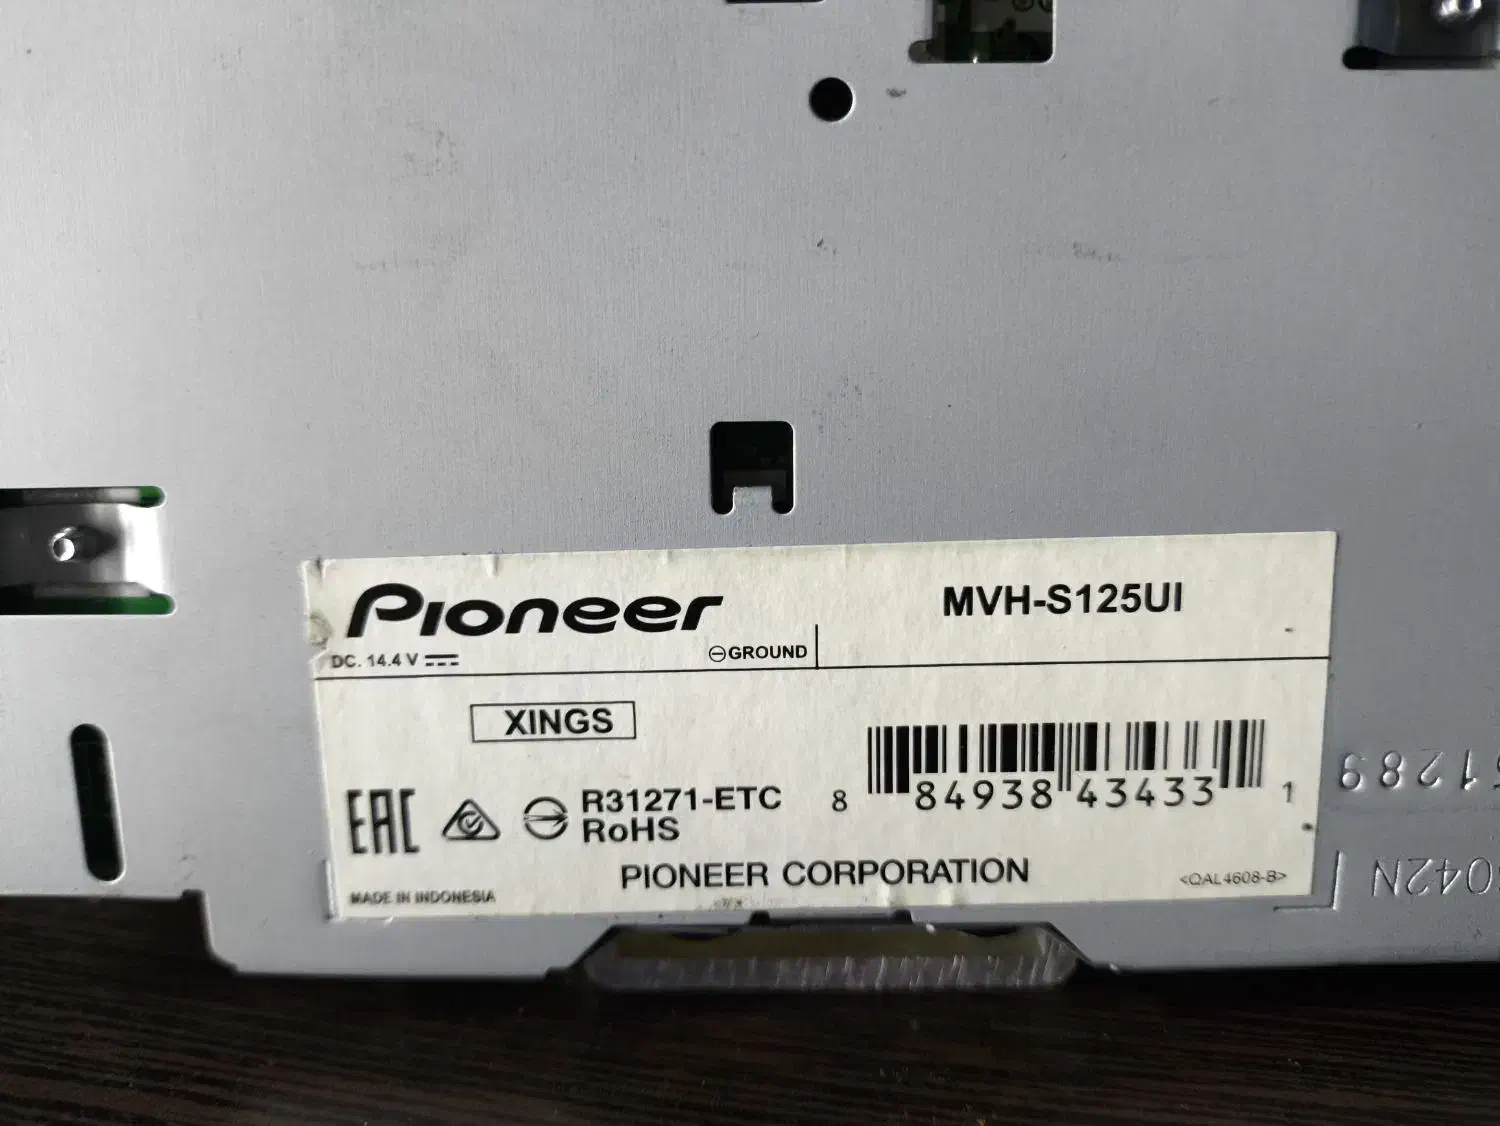 Pioneer
MVH-S125UI
DC. 14.4 V
GROUND
XINGS
EAC
R31271-ETC
RoHS
8 84938 43433 1
PIONEER CORPORATION
<QAL4608-B>
MADE IN INDONESIA